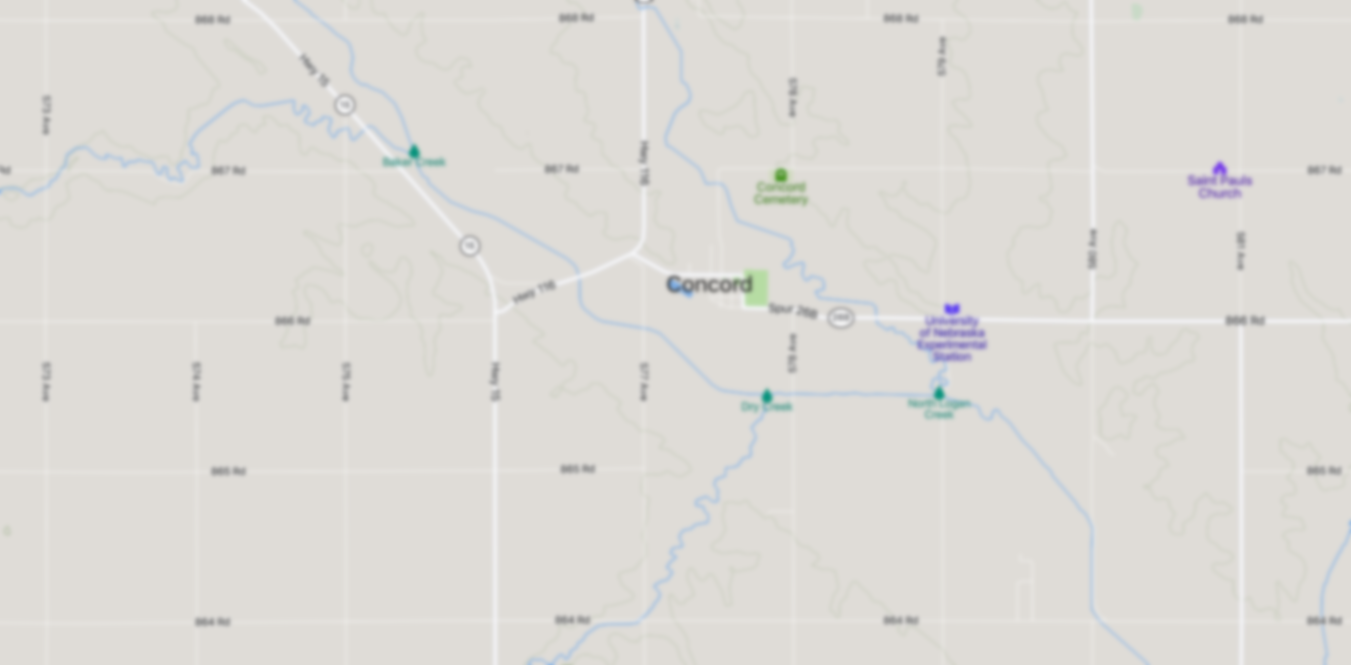 868 Rd
868 Rd
868 Rd
868 Rd
Hwy 15
15
573 Ave
578 Ave
579 Ave
Hwy 116
Baker Creek
867 Rd
867 Rd
867 Rd
Concord
Cemetery
Saint Pauls
Church
15
580 Ave
581 Ave
Hwy 116
Concord
Spur 26B
26B
University
of Nebraska
Experimental
Station
866 Rd
866 Rd
573 Ave
574 Ave
575 Ave
Hwy 15
577 Ave
578 Ave
Dry Creek
North Logan
Creek
865 Rd
865 Rd
865 Rd
864 Rd
864 Rd
864 Rd
864 Rd